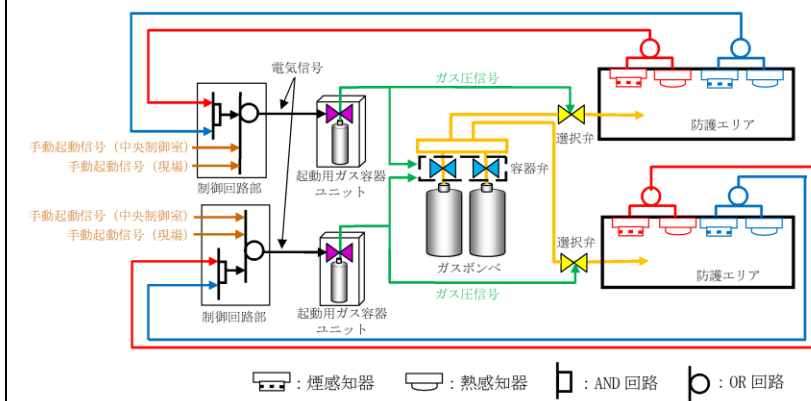 電気信号
ガス圧信号
選択弁
防護エリア
手動起動信号（中央制御室）
手動起動信号（現場）
制御回路部
起動用ガス容器
ユニット
容器弁
手動起動信号（中央制御室）
手動起動信号（現場）
ガスボンベ
選択弁
防護エリア
ガス圧信号
制御回路部
起動用ガス容器
ユニット
：煙感知器
：熱感知器
：AND 回路
：OR 回路